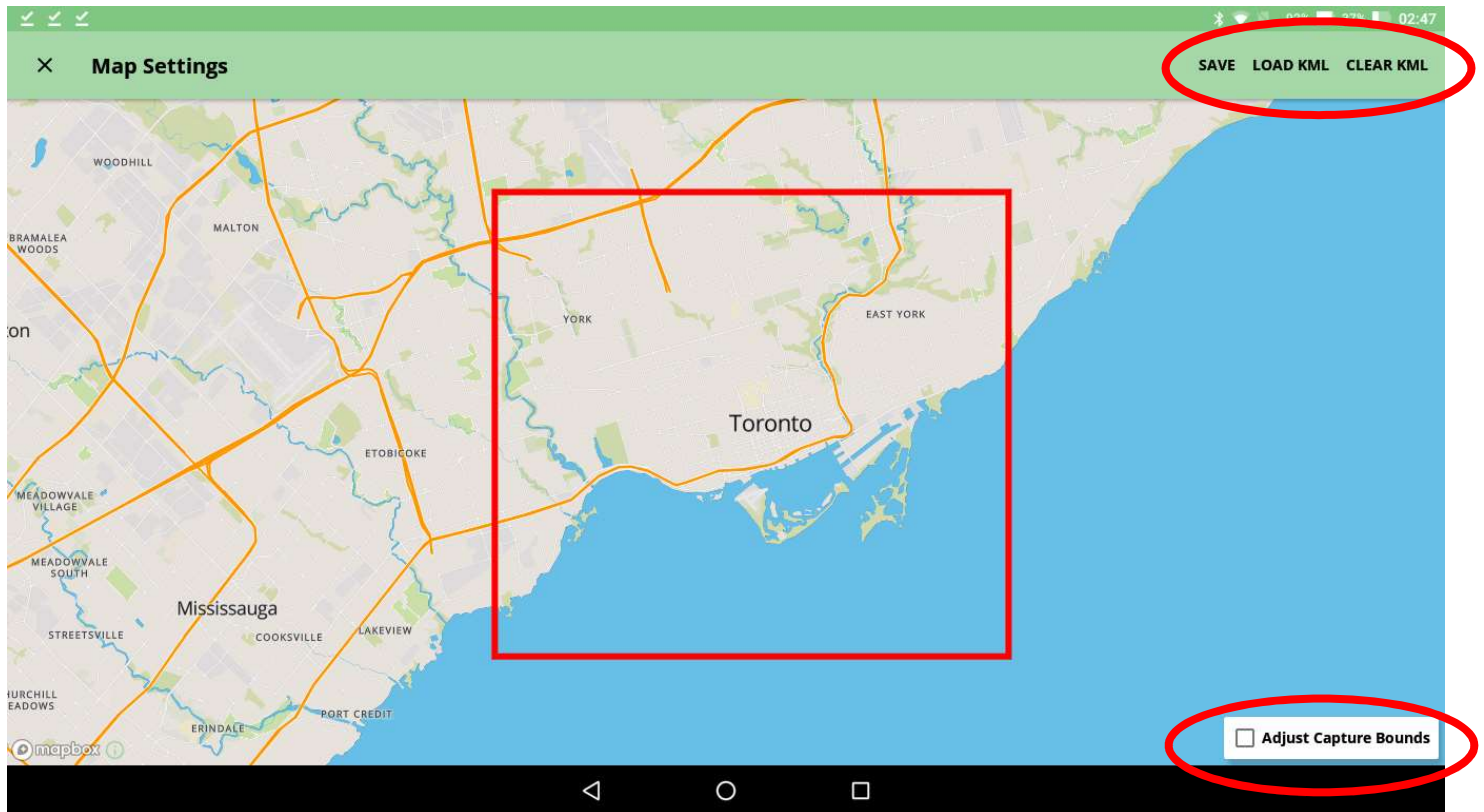 02:47
Map Settings
SAVE LOAD KML CLEAR KML
WOODHILL
MALTON
BRAMALEA
WOODS
YORK
EAST YORK
on
Toronto
ETOBICOKE
MEADOWVALE
VILLAGE
MEADOWVALE
SOUTH
Mississauga
STREETSVILLE
COOKSVILLE
LAKEVIEW
HURCHILL
EADOWS
PORT CREDIT
ERINDALE
mapbox
Adjust Capture Bounds